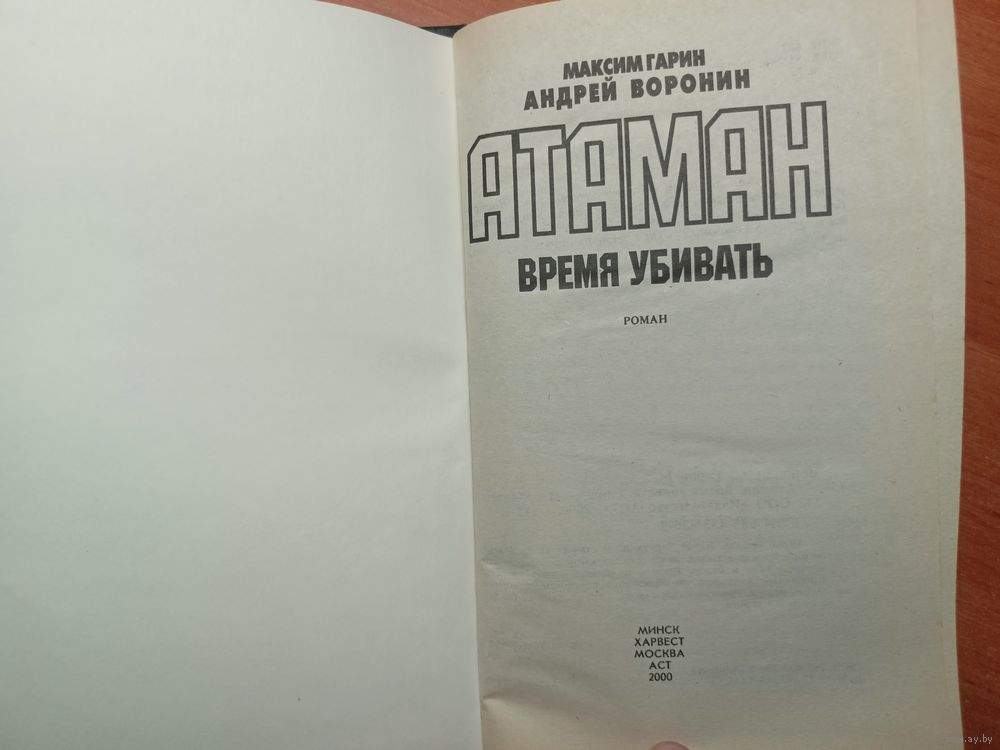 МАКСИМ ГАРИН
АНДРЕЙ ВОРОНИН
АТАМАН
ВРЕМЯ УБИВАТЬ
РОМАН
МИНСК
ХАРВЕСТ
МОСКВА
АСТ
2000